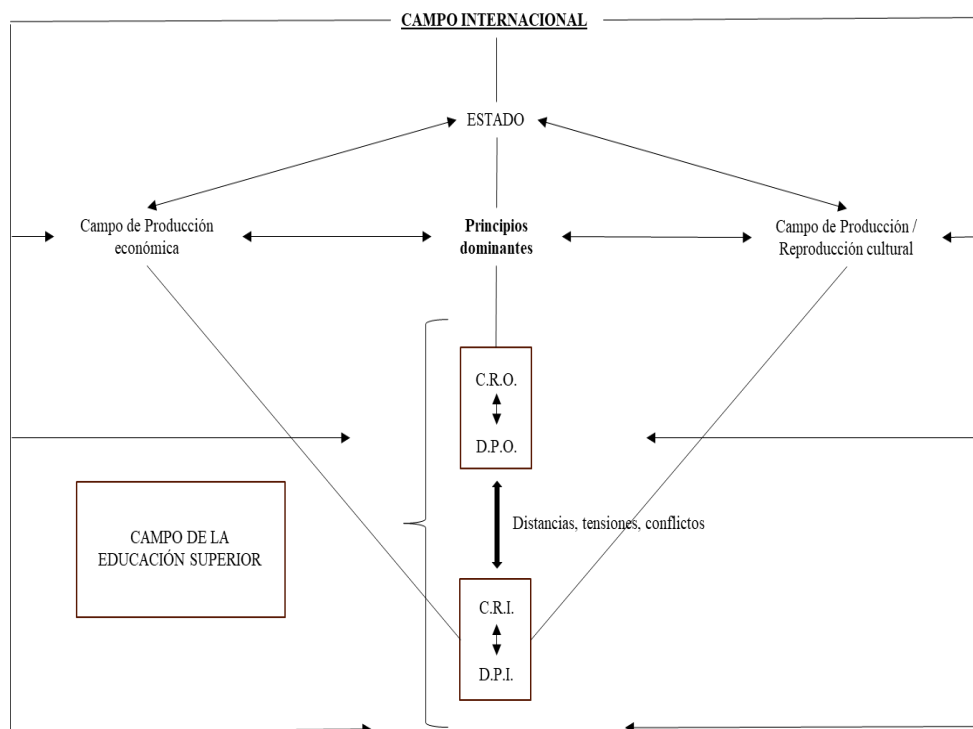 CAMPO INTERNACIONAL
ESTADO
Campo de Producción
económica
Principios
dominantes
Campo de Producción /
Reproducción cultural
C.R.O.
D.P.O.
Distancias, tensiones, conflictos
CAMPO DE LA
EDUCACIÓN SUPERIOR
C.R.I.
D.P.I.